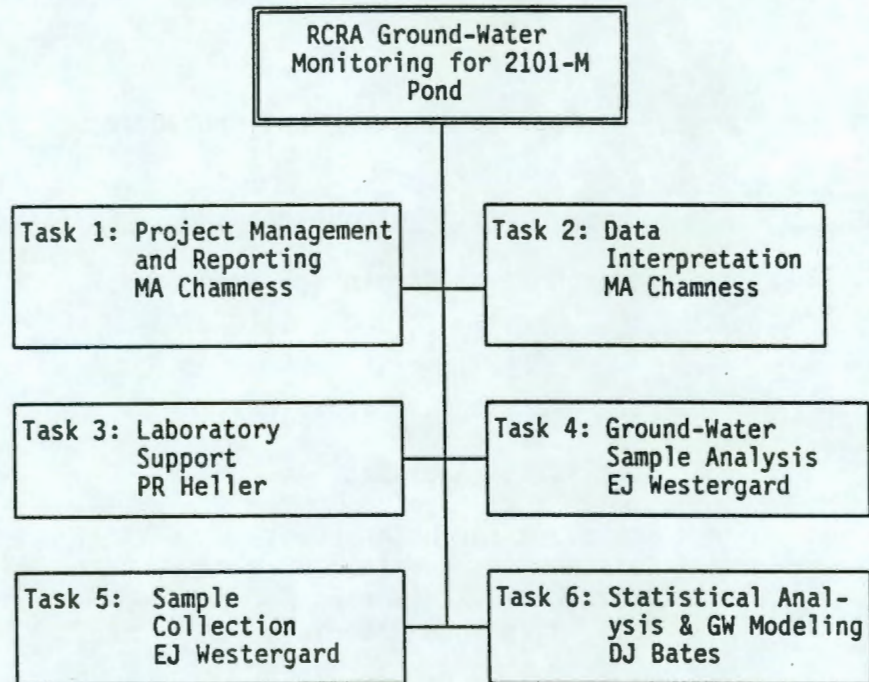 RCRA Ground-Water
Monitoring for 2101-M
Pond
Task 1: Project Management
and Reporting
MA Chamness
Task 2: Data
Interpretation
MA Chamness
Task 3: Laboratory
Support
PR Heller
Task 4: Ground-Water
Sample Analysis
EJ Westergard
Task 5: Sample
Collection
EJ Westergard
Task 6: Statistical Anal-
ysis & GW Modeling
DJ Bates